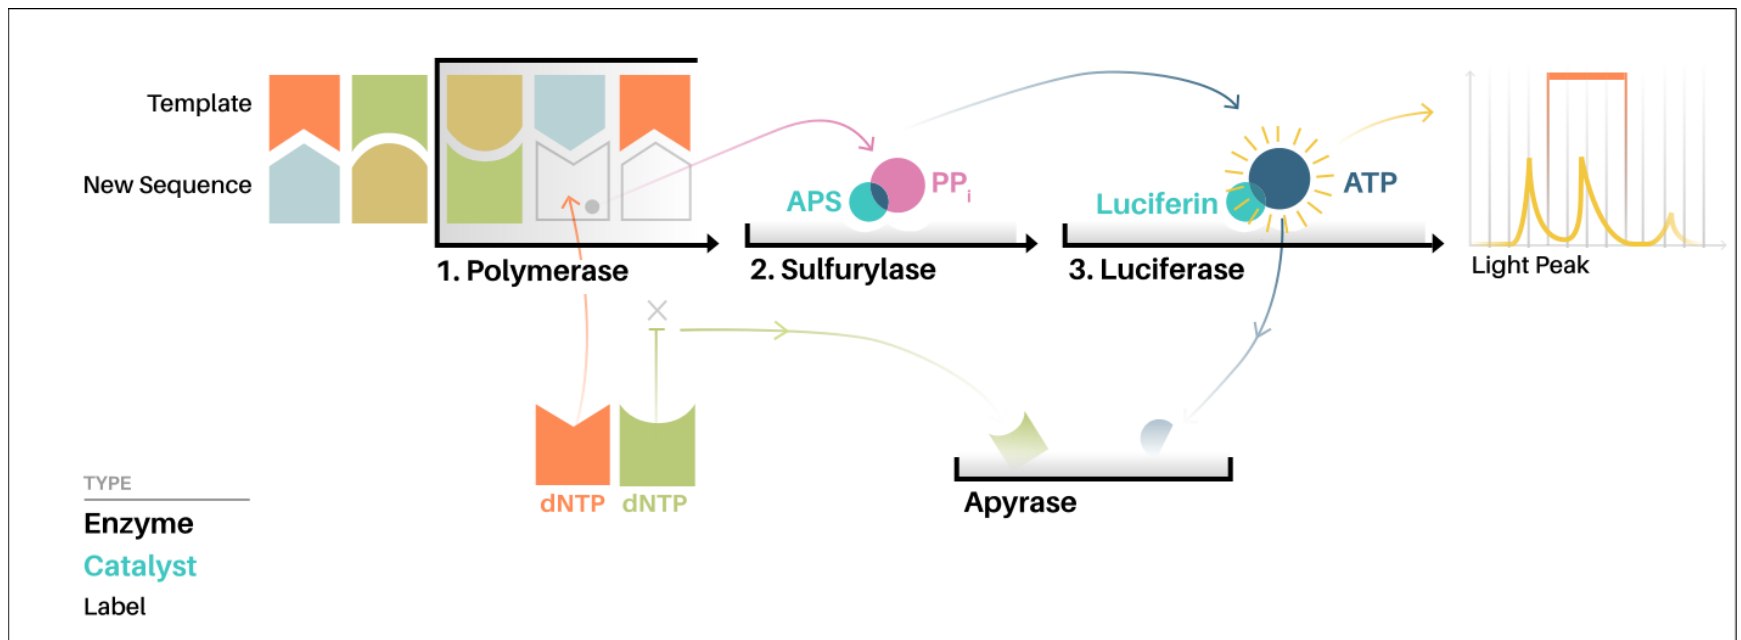 Template
New Sequence
1. Polymerase
APS
PPi
2. Sulfurylase
Luciferin
ATP
3. Luciferase
Light Peak
dNTP
dNTP
Apyrase
TYPE
Enzyme
Catalyst
Label